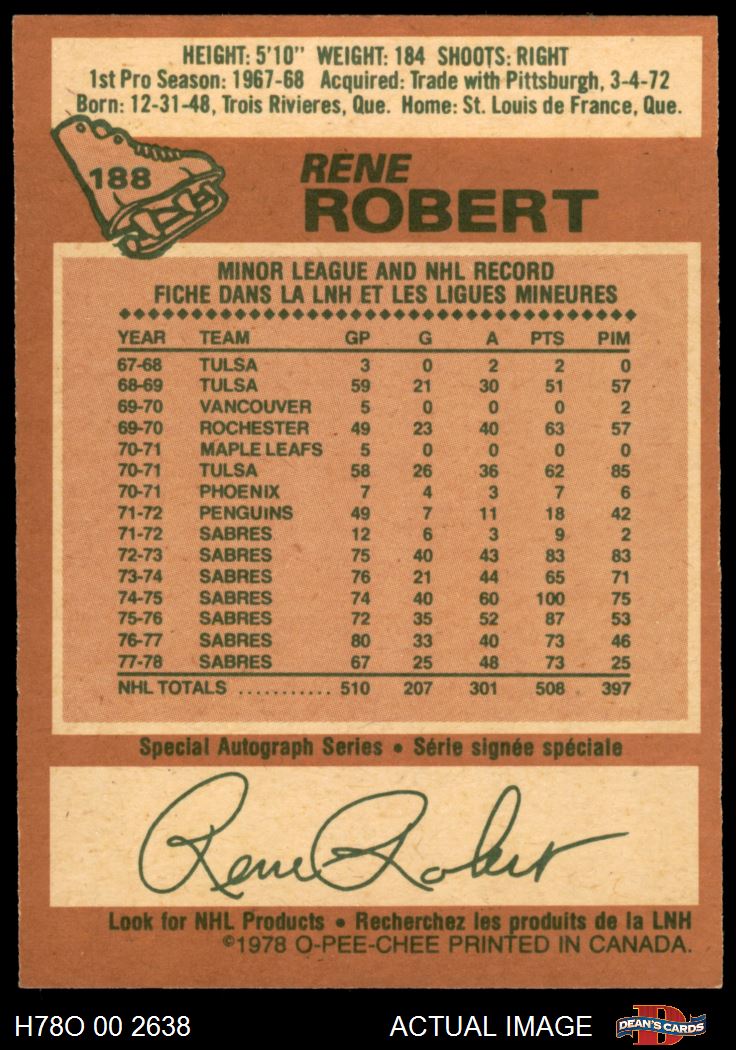 HEIGHT: 5'10" WEIGHT: 184 SHOOTS: RIGHT
1st Pro Season: 1967-68 Acquired: Trade with Pittsburgh, 3-4-72
Born: 12-31-48, Trois Rivieres, Que. Home: St. Louis de France, Que.
188
RENE
ROBERT
MINOR LEAGUE AND NHL RECORD
FICHE DANS LA LNH ET LES LIGUES MINEURES
YEAR TEAM GP G A PTS PIM
67-68 TULSA 3 0 2 2 0
68-69 TULSA 59 21 30 51 57
69-70 VANCOUVER 5 0 0 0 2
69-70 ROCHESTER 49 23 40 63 57
70-71 MAPLE LEAFS 5 0 0 0 0
70-71 TULSA 58 26 36 62 85
70-71 PHOENIX 7 4 3 7 6
71-72 PENGUINS 49 7 11 18 42
71-72 SABRES 12 6 3 9 2
72-73 SABRES 75 40 43 83 83
73-74 SABRES 76 21 44 65 71
74-75 SABRES 74 40 60 100 75
75-76 SABRES 72 35 52 87 53
76-77 SABRES 80 33 40 73 46
77-78 SABRES 67 25 48 73 25
NHL TOTALS ........... 510 207 301 508 397
Special Autograph Series • Série signée spéciale
Rene Robert
Look for NHL Products • Recherchez les produits de la LNH
©1978 O-PEE-CHEE PRINTED IN CANADA.
H78O 00 2638 ACTUAL IMAGE D DEAN'S CARDS